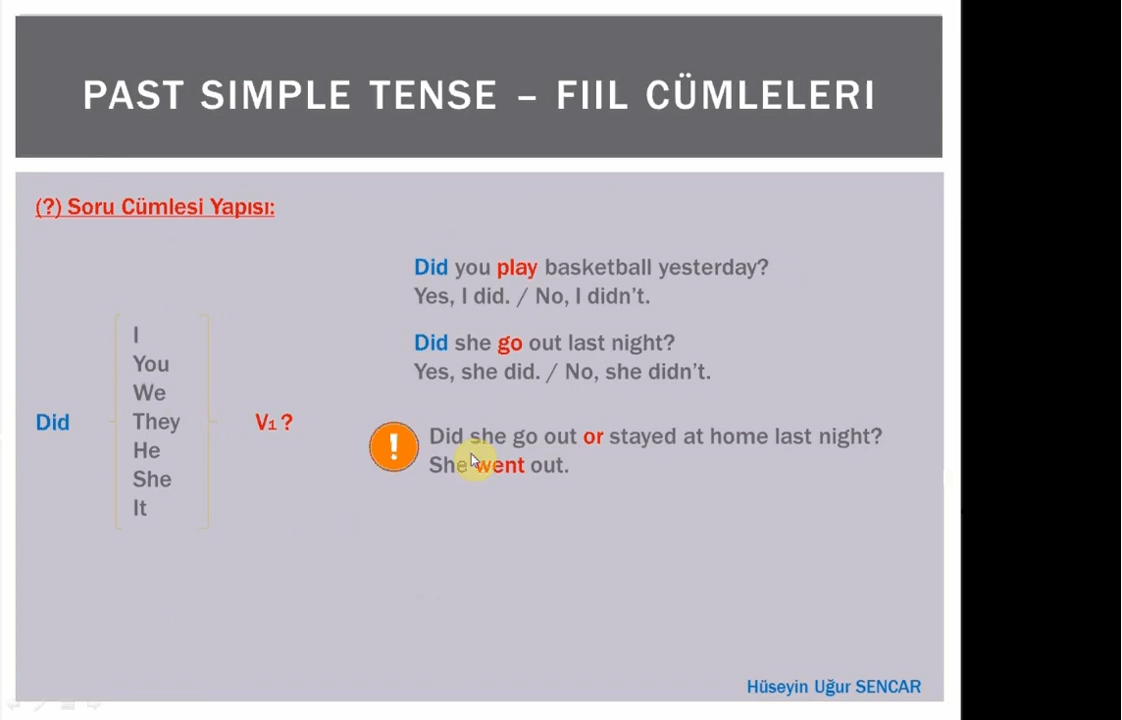 PAST SIMPLE TENSE – FIIL CÜMLELERI
(?) Soru Cümlesi Yapısı:
Did
I
You
We
They
He
She
It
V1 ?
Did you play basketball yesterday?
Yes, I did. / No, I didn't.
Did she go out last night?
Yes, she did. / No, she didn't.
!
Did she go out or stayed at home last night?
She went out.
Hüseyin Uğur SENCAR